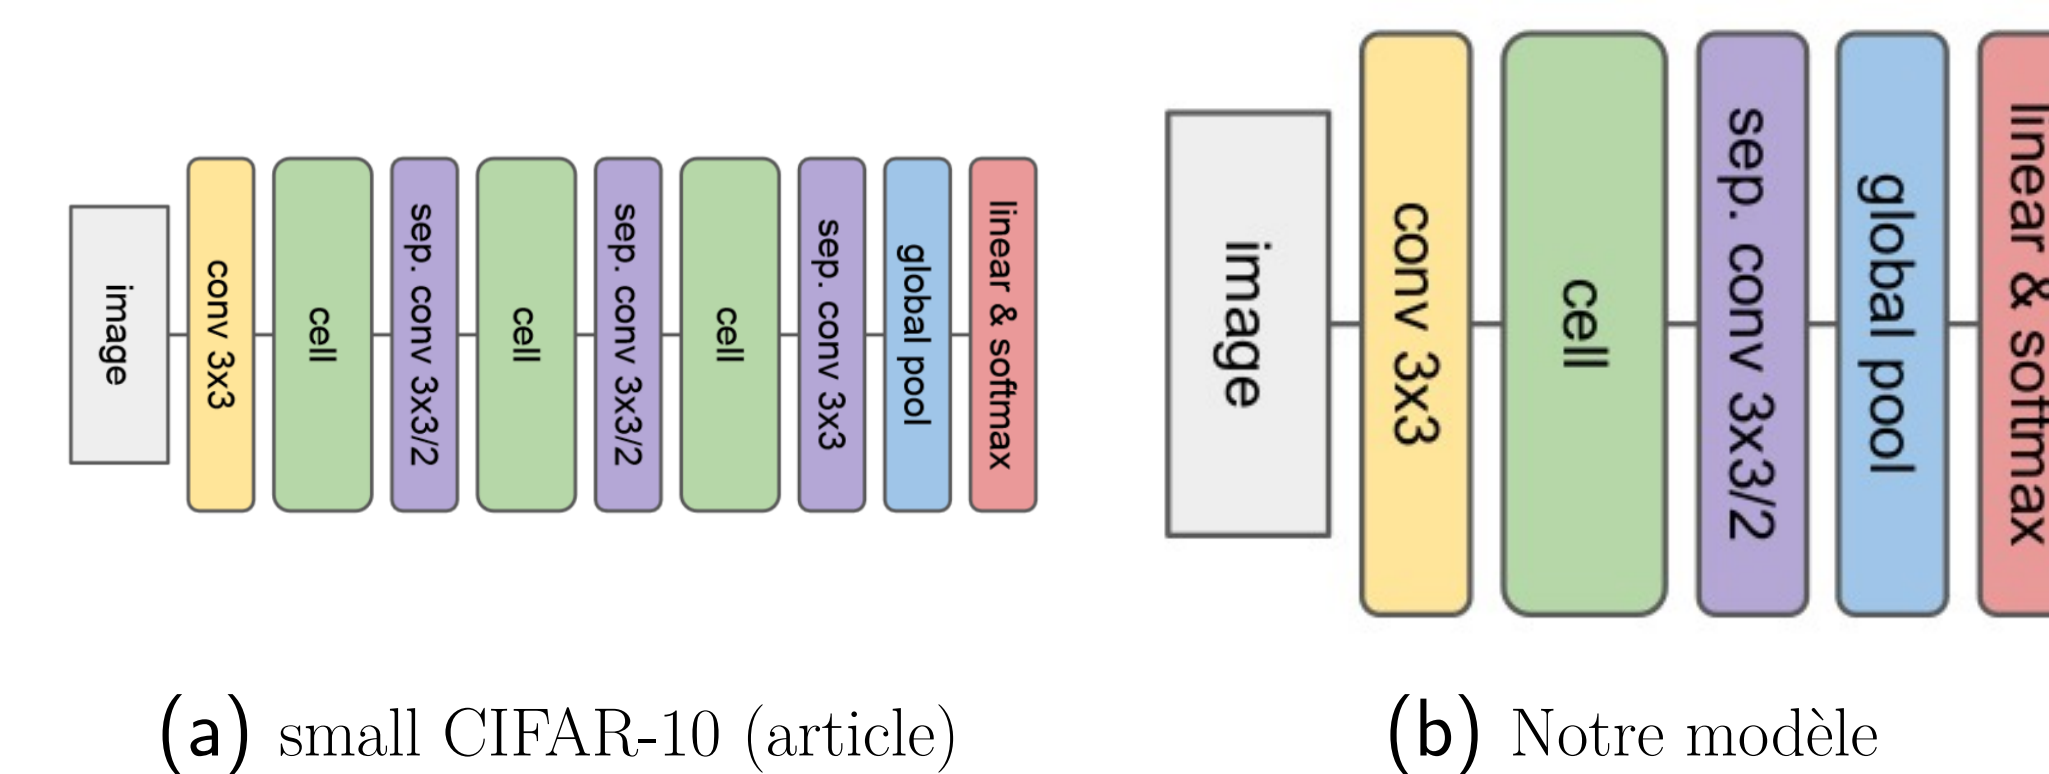 image
conv 3x3
cell
sep. conv 3x3/2
cell
sep. conv 3x3/2
cell
sep. conv 3x3
global pool
linear & softmax
(a) small CIFAR-10 (article)
image
conv 3x3
cell
sep. conv 3x3/2
global pool
linear & softmax
(b) Notre modèle